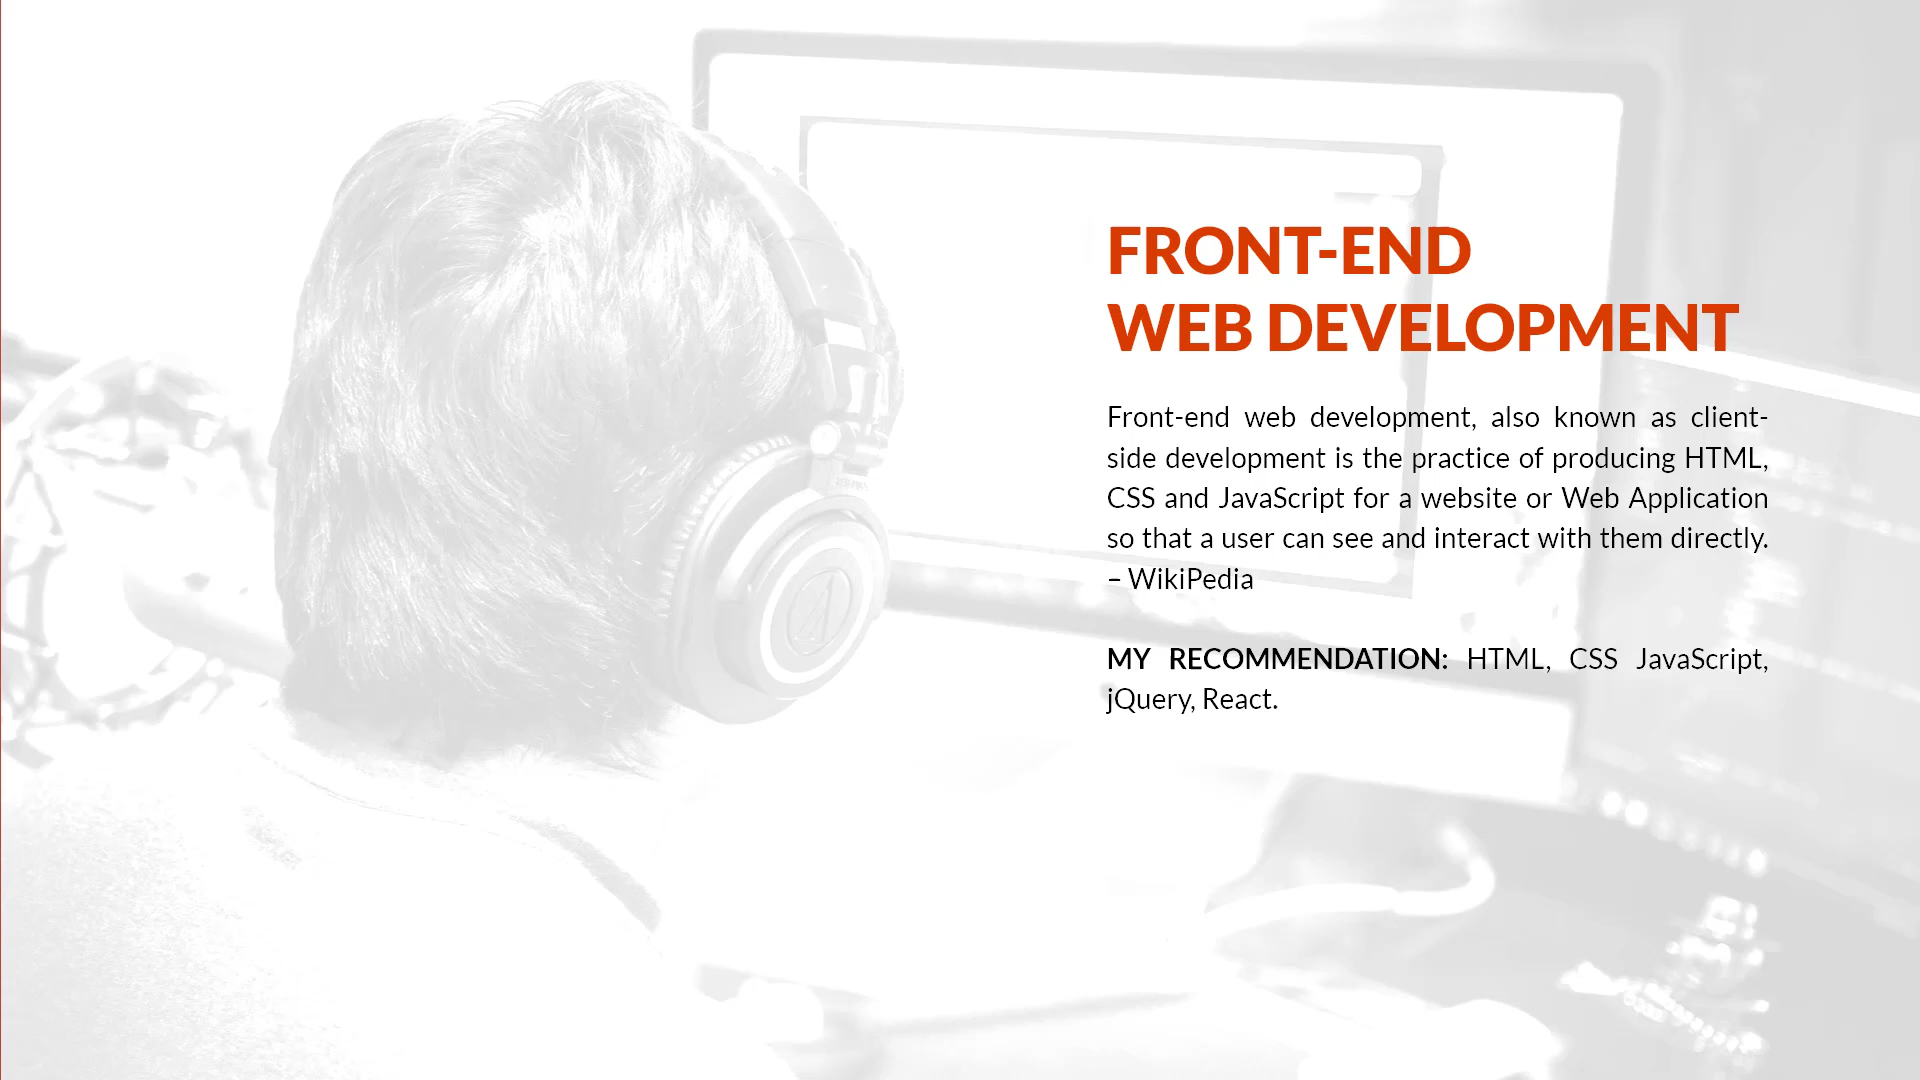 FRONT-END
WEB DEVELOPMENT
Front-end web development, also known as client-
side development is the practice of producing HTML,
CSS and JavaScript for a website or Web Application
so that a user can see and interact with them directly.
– WikiPedia
MY RECOMMENDATION: HTML, CSS JavaScript,
jQuery, React.